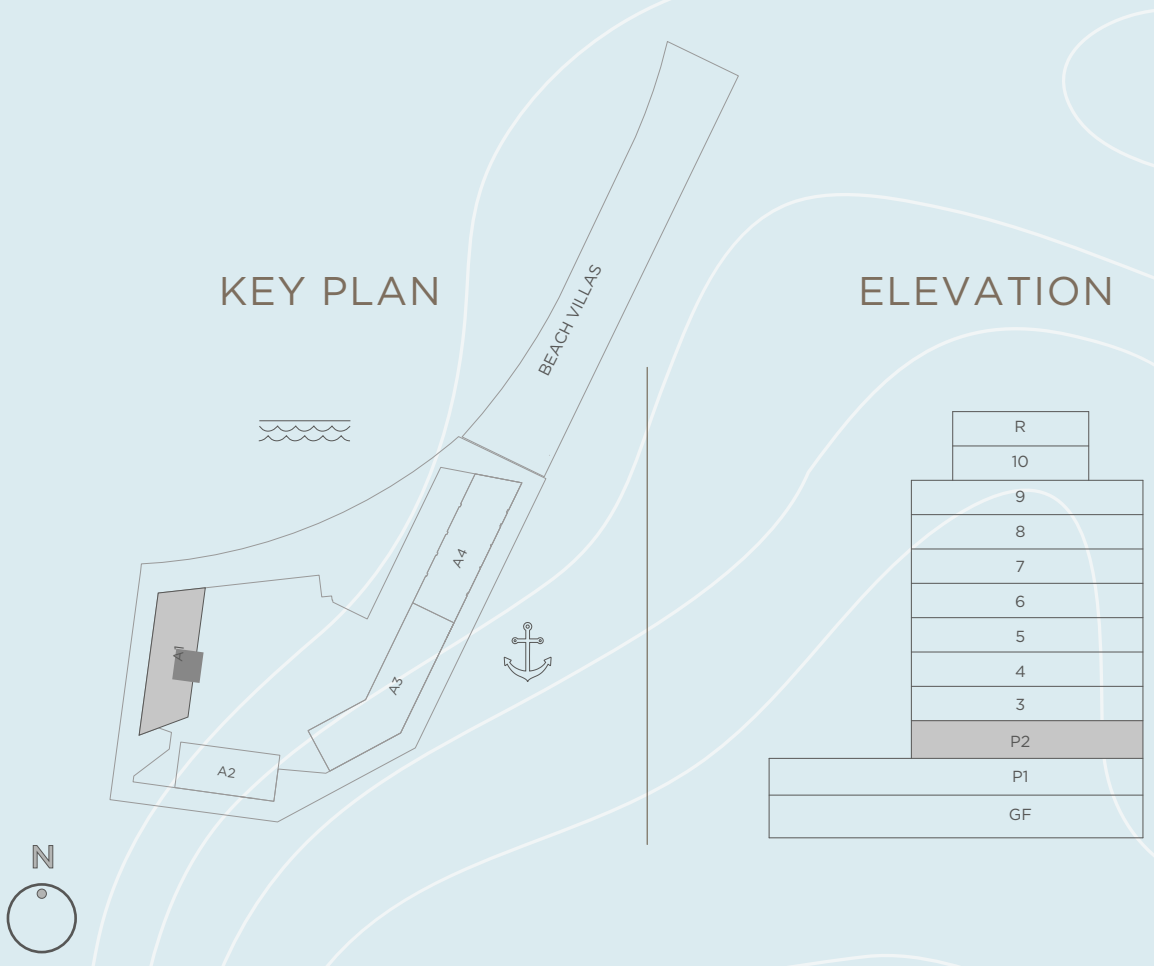 KEY PLAN
BEACH VILLAS
A4
A1
A3
A2
N
ELEVATION
R
10
9
8
7
6
5
4
3
P2
P1
GF